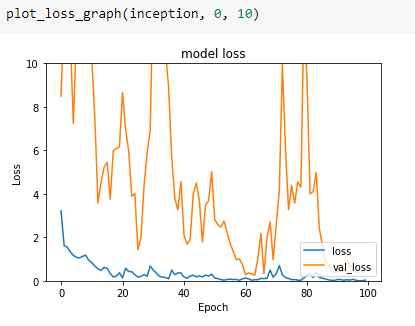 plot_loss_graph(inception, 0, 10)
model loss
10
8
6
4
2
0
Loss
loss
val_loss
0 20 40 60 80 100
Epoch